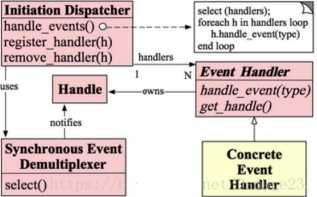 Initiation Dispatcher
handle_events()
register_handler(h)
remove_handler(h)
select (handlers);
foreach h in handlers loop
h.handle_event(type)
end loop
handlers
1
N
uses
Handle
owns
notifies
Event Handler
handle_event(type)
get_handle()
Synchronous Event
Demultiplexer
select()
Concrete
Event
Handler